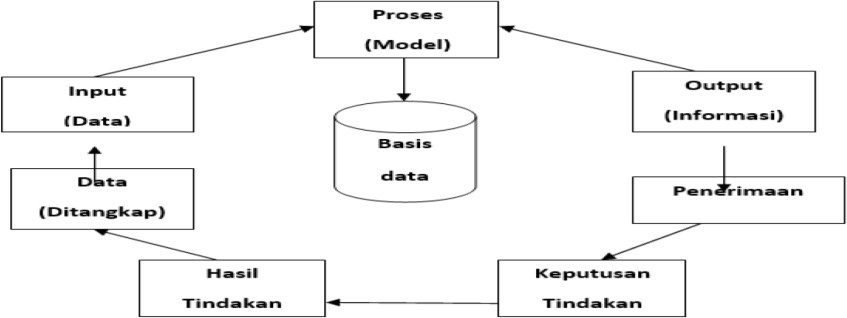 Proses
(Model)
Input
(Data)
Output
(Informasi)
Basis
data
Data
(Ditangkap)
Penerimaan
Hasil
Tindakan
Keputusan
Tindakan